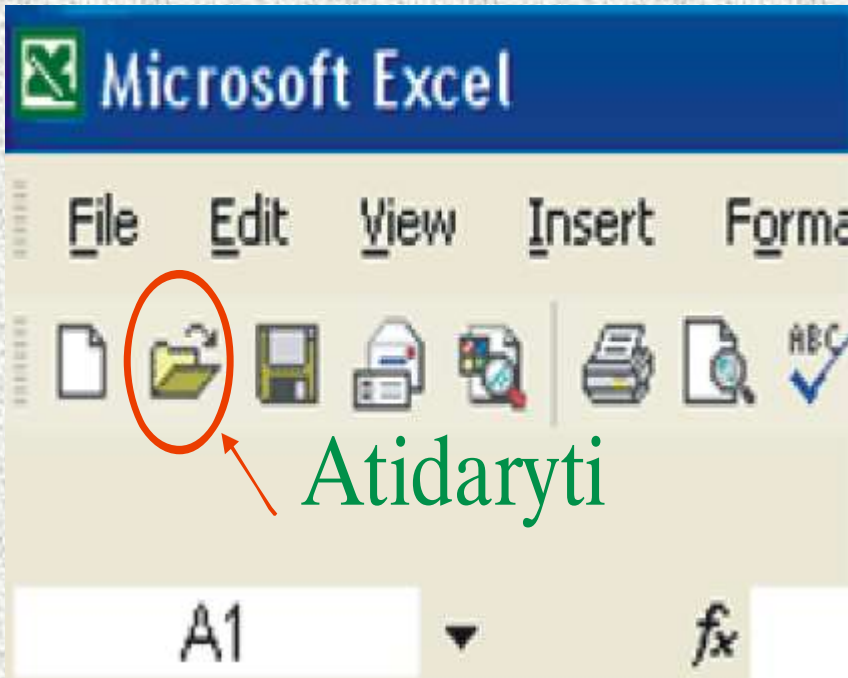 Microsoft Excel
File Edit View Insert Forma
ABC
Atidaryti
A1 fx